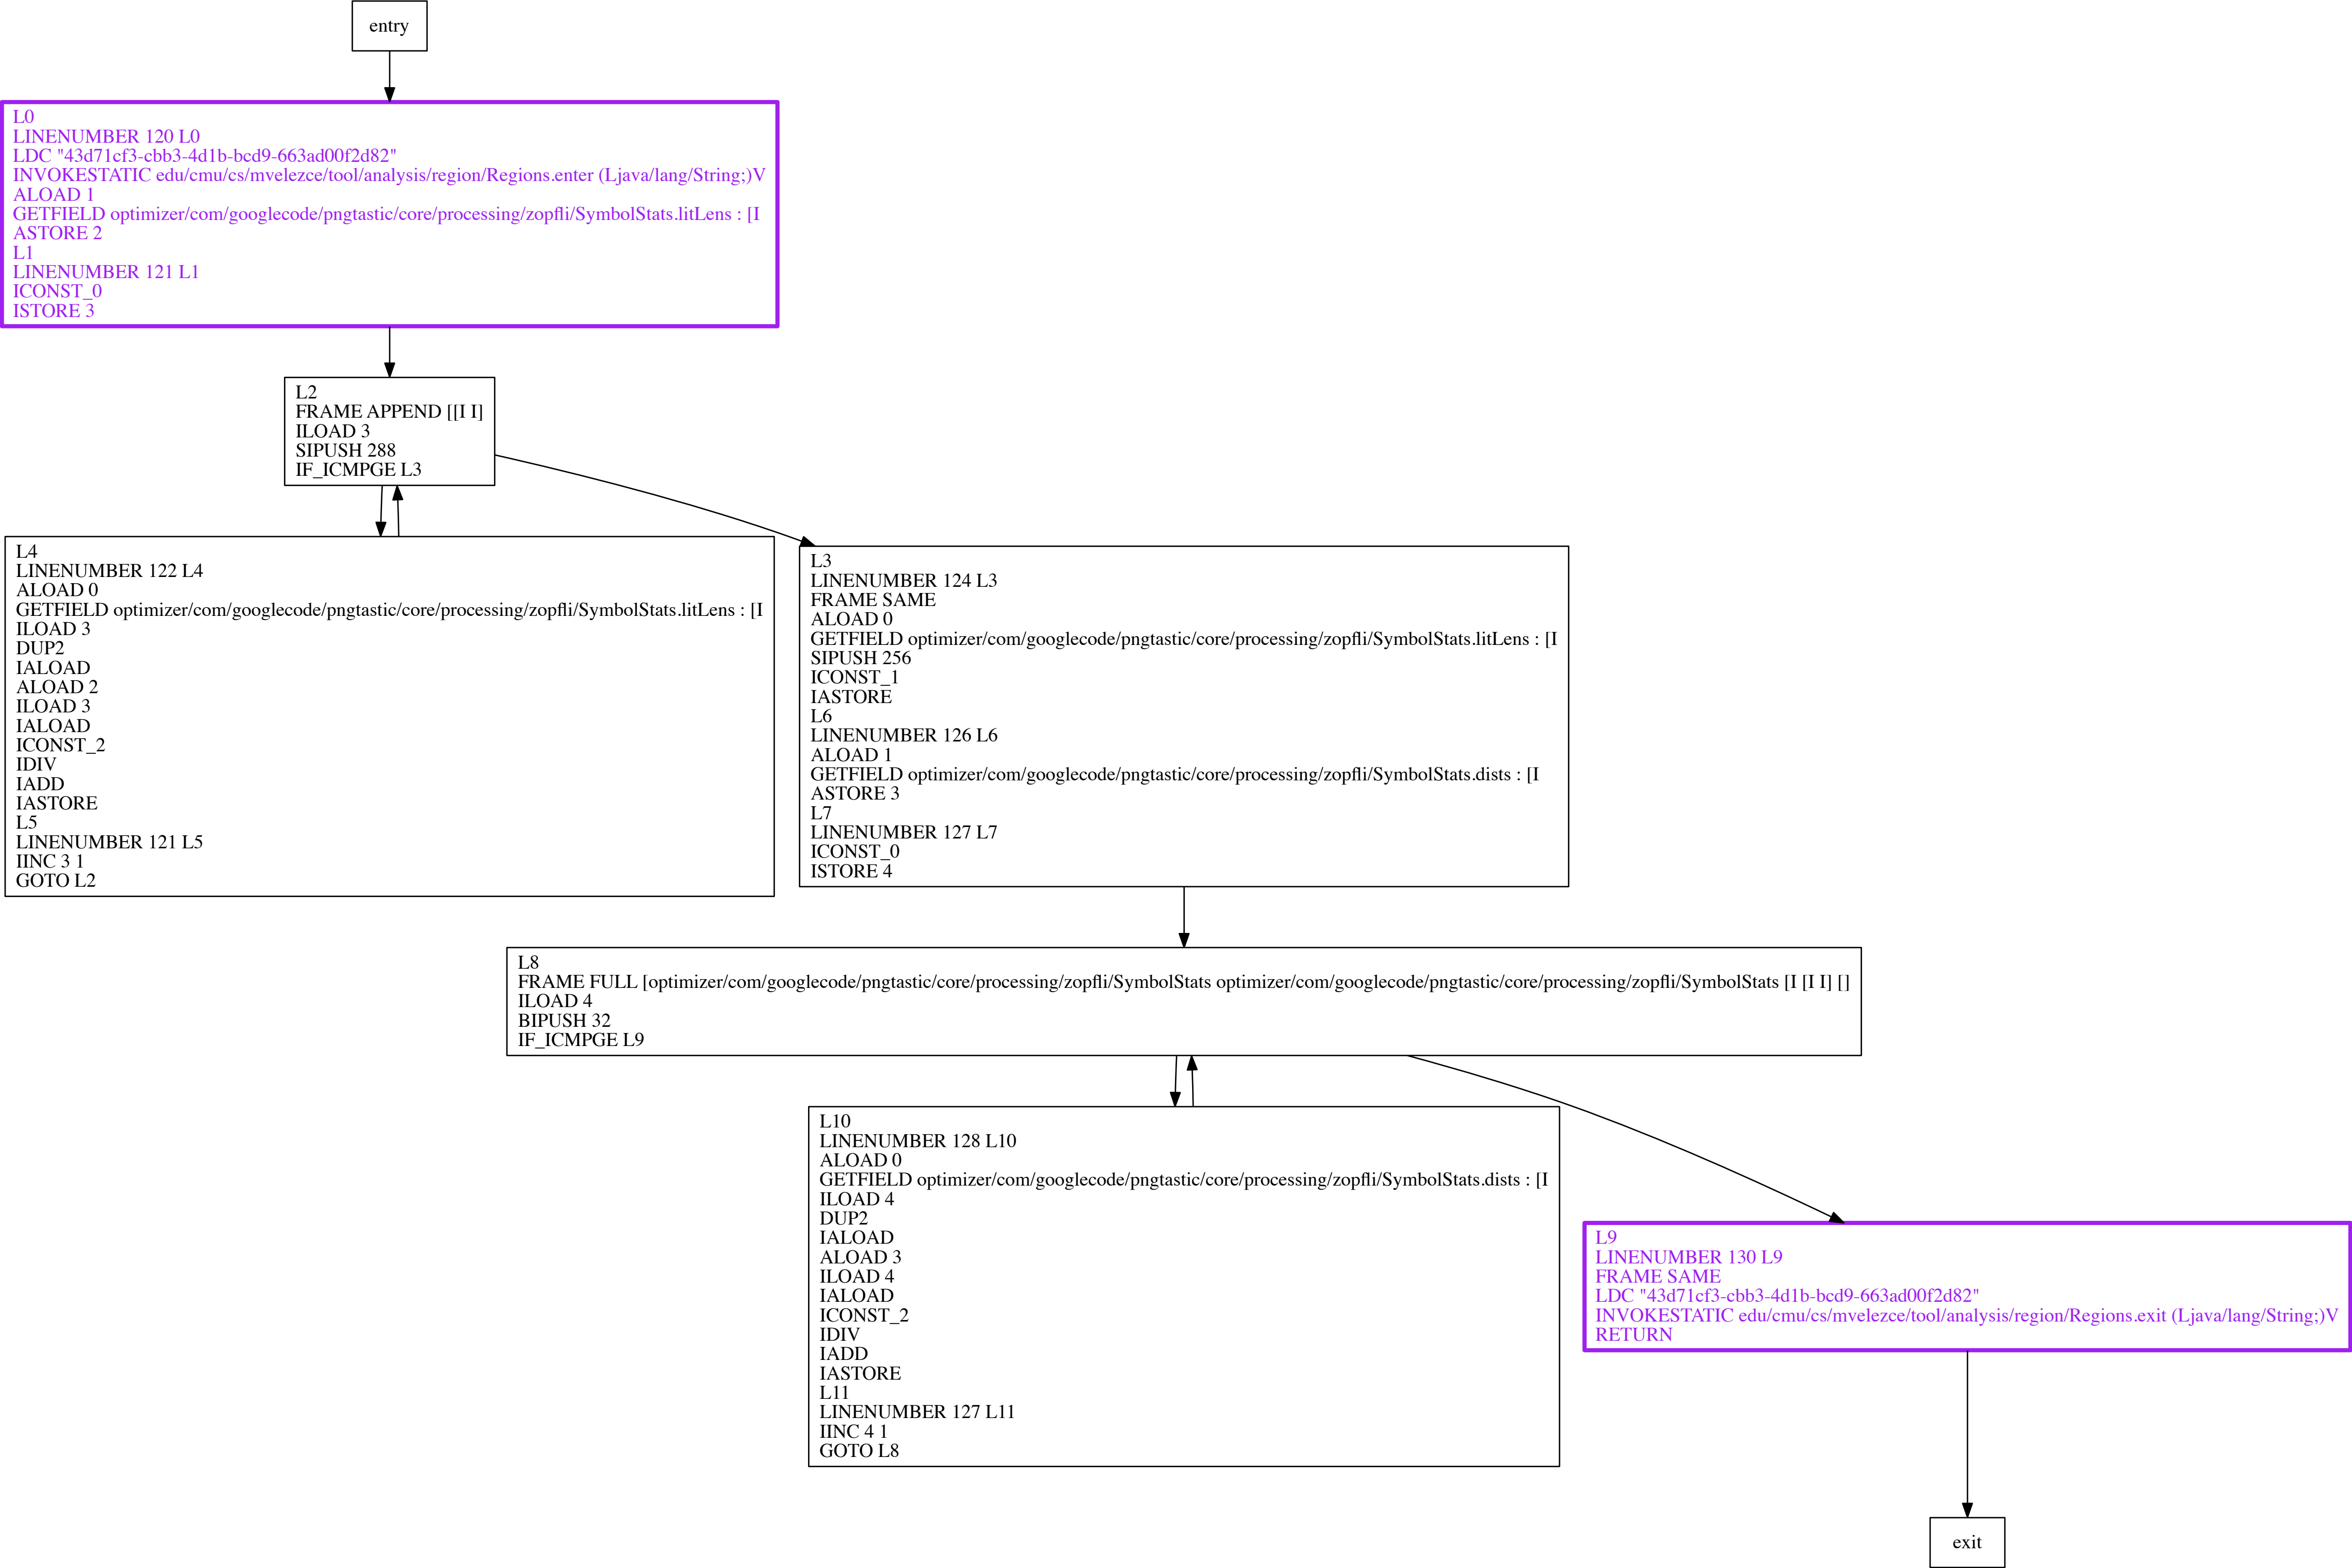 entry
L0
LINENUMBER 120 L0
LDC "43d71cf3-cbb3-4d1b-bcd9-663ad00f2d82"
INVOKESTATIC edu/cmu/cs/mvelezce/tool/analysis/region/Regions.enter (Ljava/lang/String;)V
ALOAD 1
GETFIELD optimizer/com/googlecode/pngtastic/core/processing/zopfli/SymbolStats.litLens : [I
ASTORE 2
L1
LINENUMBER 121 L1
ICONST_0
ISTORE 3
L2
FRAME APPEND [[I I]
ILOAD 3
SIPUSH 288
IF_ICMPGE L3
L4
LINENUMBER 122 L4
ALOAD 0
GETFIELD optimizer/com/googlecode/pngtastic/core/processing/zopfli/SymbolStats.litLens : [I
ILOAD 3
DUP2
IALOAD
ALOAD 2
ILOAD 3
IALOAD
ICONST_2
IDIV
IADD
IASTORE
L5
LINENUMBER 121 L5
IINC 3 1
GOTO L2
L3
LINENUMBER 124 L3
FRAME SAME
ALOAD 0
GETFIELD optimizer/com/googlecode/pngtastic/core/processing/zopfli/SymbolStats.litLens : [I
SIPUSH 256
ICONST_1
IASTORE
L6
LINENUMBER 126 L6
ALOAD 1
GETFIELD optimizer/com/googlecode/pngtastic/core/processing/zopfli/SymbolStats.dists : [I
ASTORE 3
L7
LINENUMBER 127 L7
ICONST_0
ISTORE 4
L8
FRAME FULL [optimizer/com/googlecode/pngtastic/core/processing/zopfli/SymbolStats optimizer/com/googlecode/pngtastic/core/processing/zopfli/SymbolStats [I [I I] []
ILOAD 4
BIPUSH 32
IF_ICMPGE L9
L10
LINENUMBER 128 L10
ALOAD 0
GETFIELD optimizer/com/googlecode/pngtastic/core/processing/zopfli/SymbolStats.dists : [I
ILOAD 4
DUP2
IALOAD
ALOAD 3
ILOAD 4
IALOAD
ICONST_2
IDIV
IADD
IASTORE
L11
LINENUMBER 127 L11
IINC 4 1
GOTO L8
L9
LINENUMBER 130 L9
FRAME SAME
LDC "43d71cf3-cbb3-4d1b-bcd9-663ad00f2d82"
INVOKESTATIC edu/cmu/cs/mvelezce/tool/analysis/region/Regions.exit (Ljava/lang/String;)V
RETURN
exit